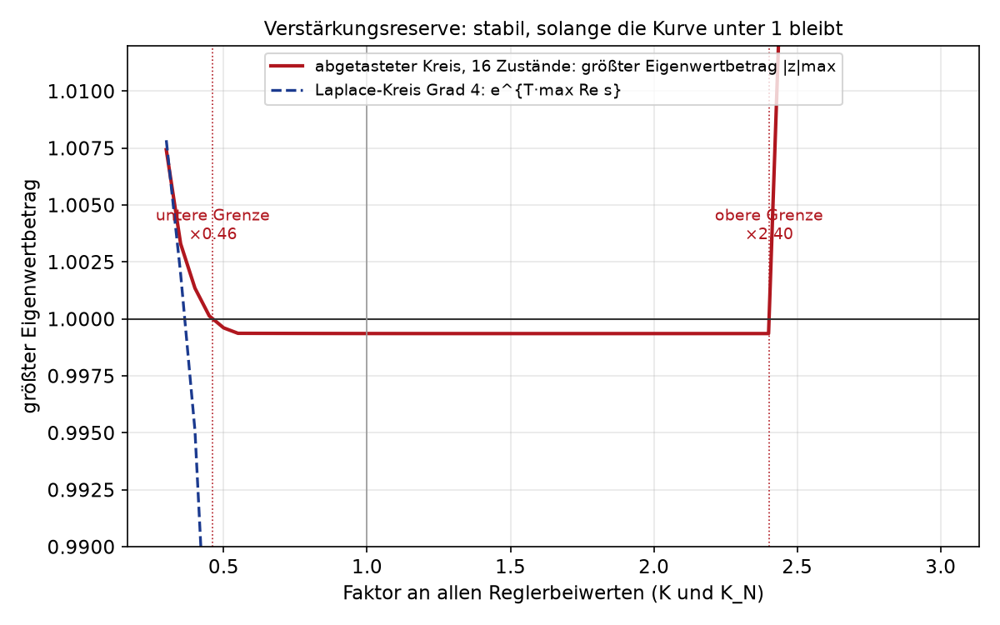 Verstärkungsreserve: stabil, solange die Kurve unter 1 bleibt
abgetasteter Kreis, 16 Zustände: größter Eigenwertbetrag |z|max
Laplace-Kreis Grad 4: e^{T·max Re s}
größter Eigenwertbetrag
1.0100
1.0075
1.0050
1.0025
1.0000
0.9975
0.9950
0.9925
0.9900
untere Grenze
×0.46
obere Grenze
×2.40
0.5
1.0
1.5
2.0
2.5
3.0
Faktor an allen Reglerbeiwerten (K und K_N)